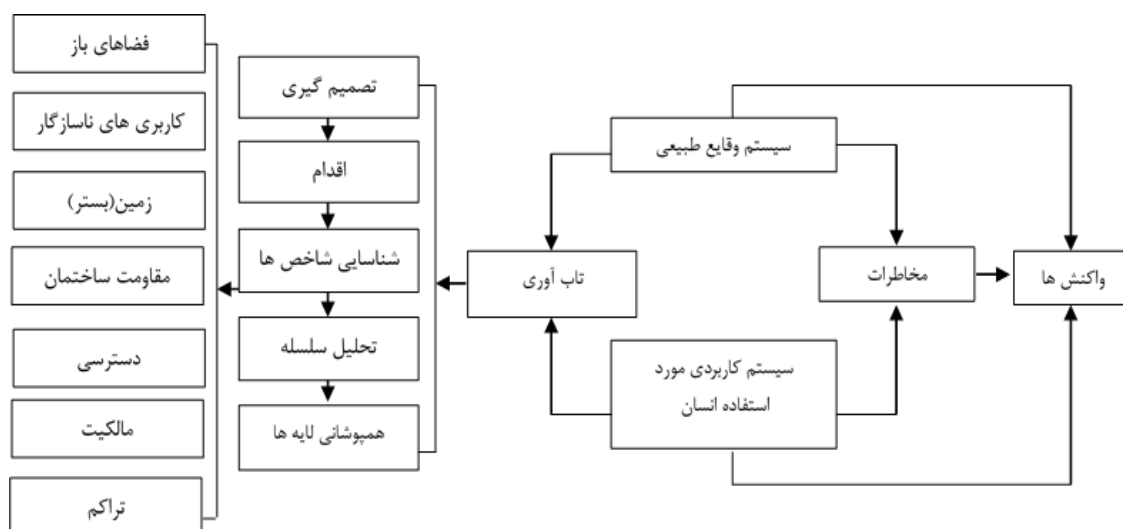 سیستم وقایع طبیعی
واکنش ها
مخاطرات
سیستم کاربردی مورد
استفاده انسان
تاب آوری
تصمیم گیری
اقدام
شناسایی شاخص ها
تحلیل سلسله
همپوشانی لایه ها
فضاهای باز
کاربری های ناسازگار
زمین(بستر)
مقاومت ساختمان
دسترسی
مالکیت
تراکم